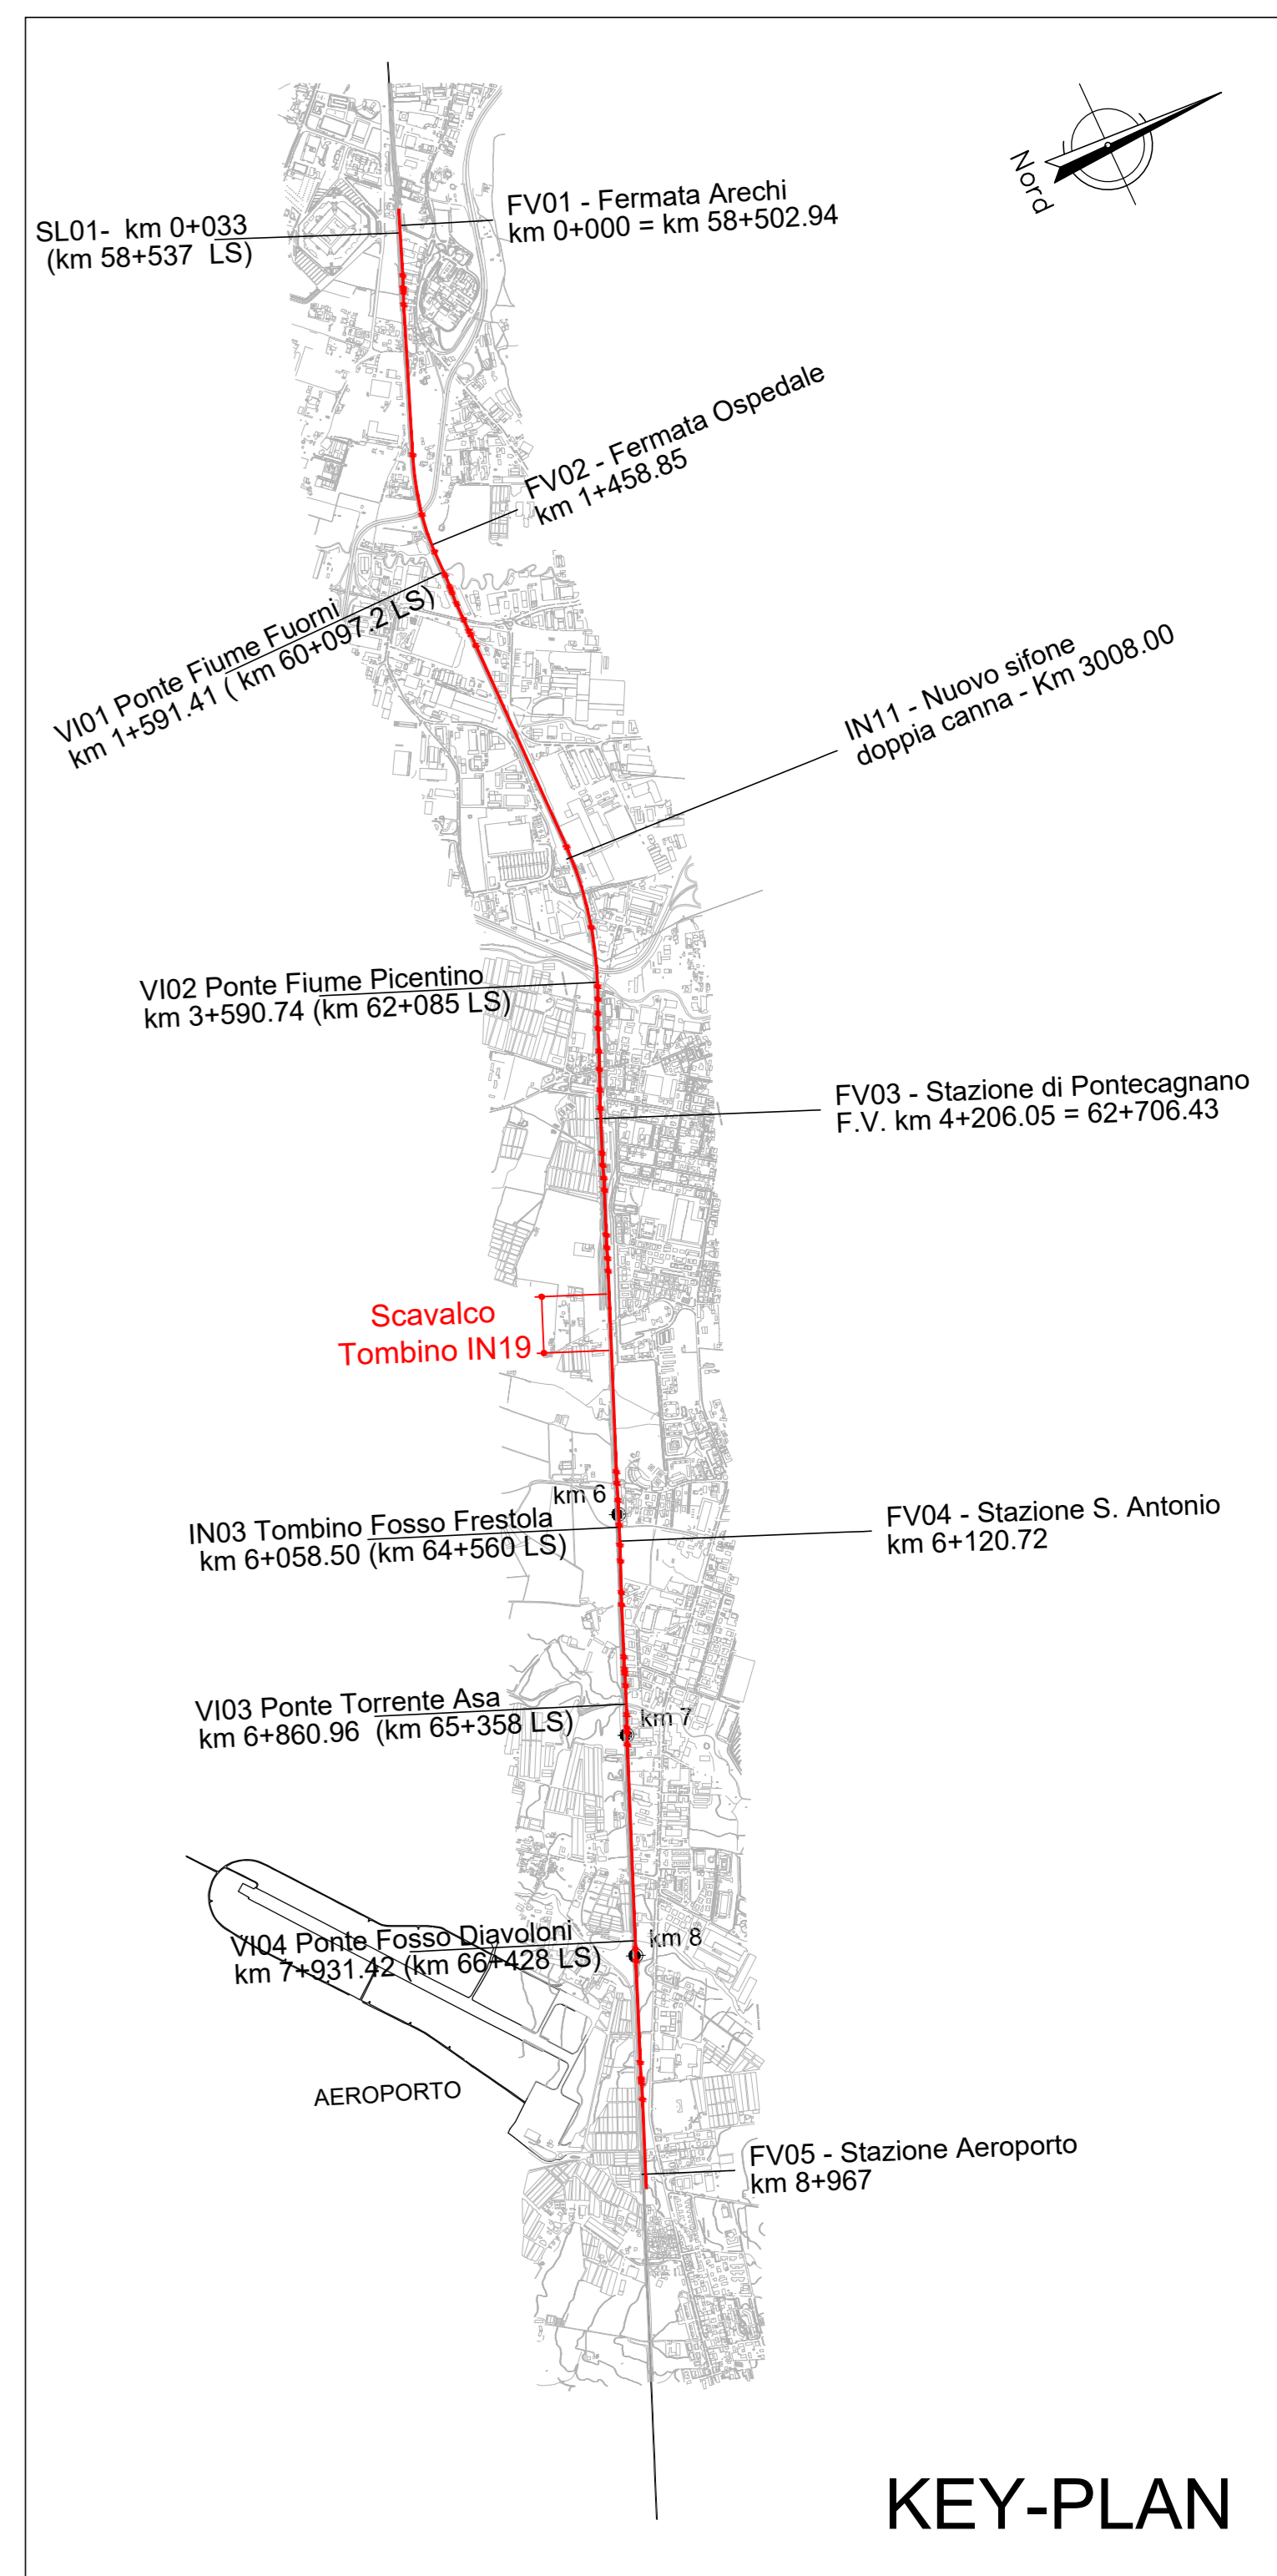 Nord
SL01- km 0+033
(km 58+537 LS)
FV01 - Fermata Arechi
km 0+000 = km 58+502.94
FV02 - Fermata Ospedale
km 1+458.85
VI01 Ponte Fiume Fuorni
km 1+591.41 ( km 60+097.2 LS)
IN11 - Nuovo sifone
doppia canna - Km 3008.00
VI02 Ponte Fiume Picentino
km 3+590.74 (km 62+085 LS)
FV03 - Stazione di Pontecagnano
F.V. km 4+206.05 = 62+706.43
Scavalco
Tombino IN19
km 6
IN03 Tombino Fosso Frestola
km 6+058.50 (km 64+560 LS)
FV04 - Stazione S. Antonio
km 6+120.72
VI03 Ponte Torrente Asa
km 6+860.96 (km 65+358 LS)
km 7
VI04 Ponte Fosso Diavoloni
km 7+931.42 (km 66+428 LS)
km 8
AEROPORTO
FV05 - Stazione Aeroporto
km 8+967
KEY-PLAN